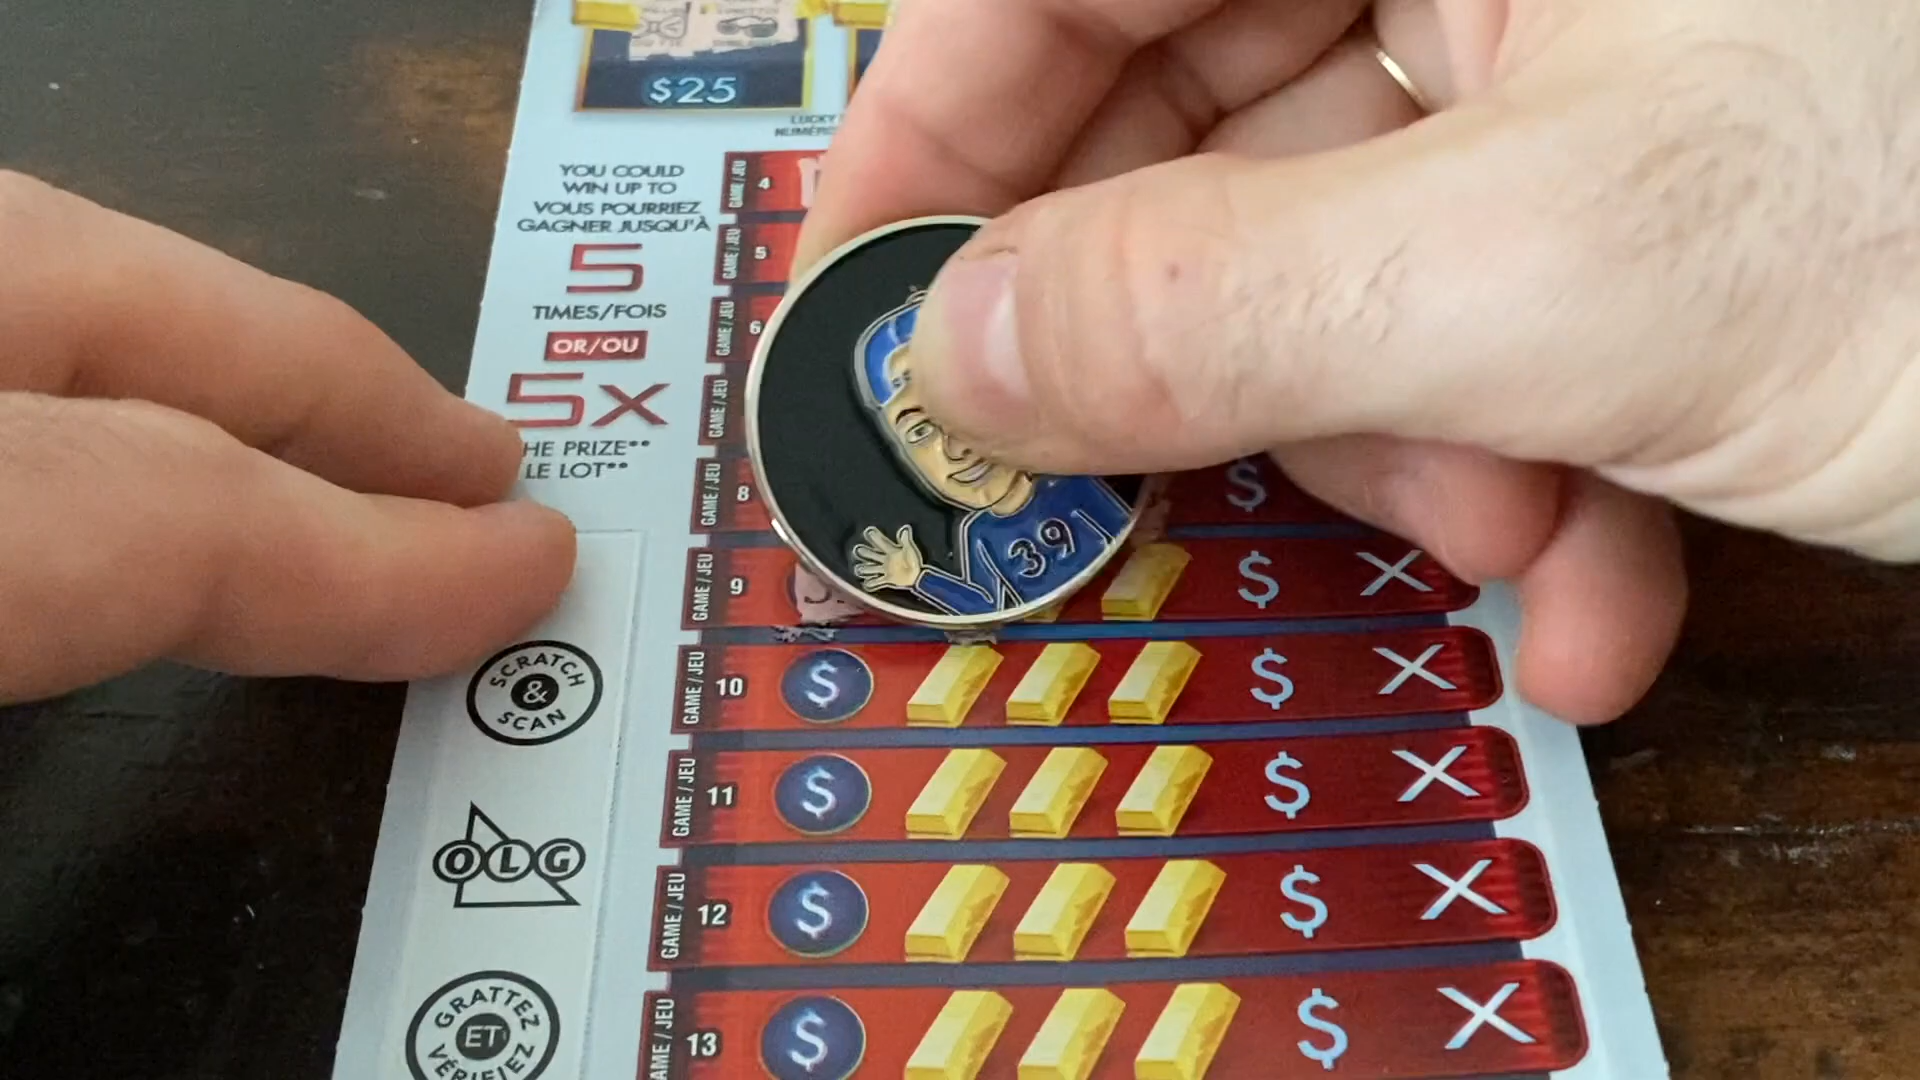 $25
LUCKY
YOU COULD
WIN UP TO
VOUS POURRIEZ
GAGNER JUSQU'À
5
TIMES/FOIS
OR/OU
5X
HE PRIZE**
LE LOT**
GAME / JEU 4
GAME / JEU 5
GAME / JEU 6
GAME / JEU
GAME / JEU 8 $
GAME / JEU 9 $ X
GAME / JEU 10 $ $ X
GAME / JEU 11 $ $ X
GAME / JEU 12 $ $ X
GAME / JEU 13 $ $ X
39
SCRATCH
&
SCAN
OLG
GRATTEZ
ET
VÉRIFIEZ